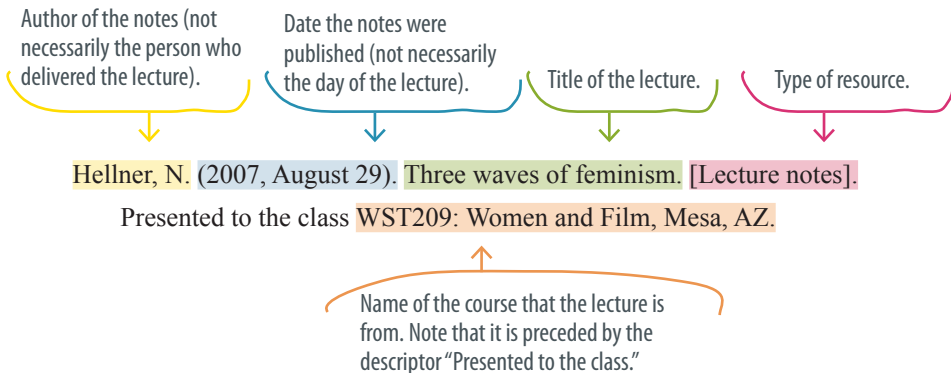 Author of the notes (not
necessarily the person who
delivered the lecture).
Date the notes were
published (not necessarily
the day of the lecture).
Title of the lecture.
Type of resource.
Hellner, N. (2007, August 29). Three waves of feminism. [Lecture notes].
Presented to the class WST209: Women and Film, Mesa, AZ.
Name of the course that the lecture is
from. Note that it is preceded by the
descriptor “Presented to the class.”